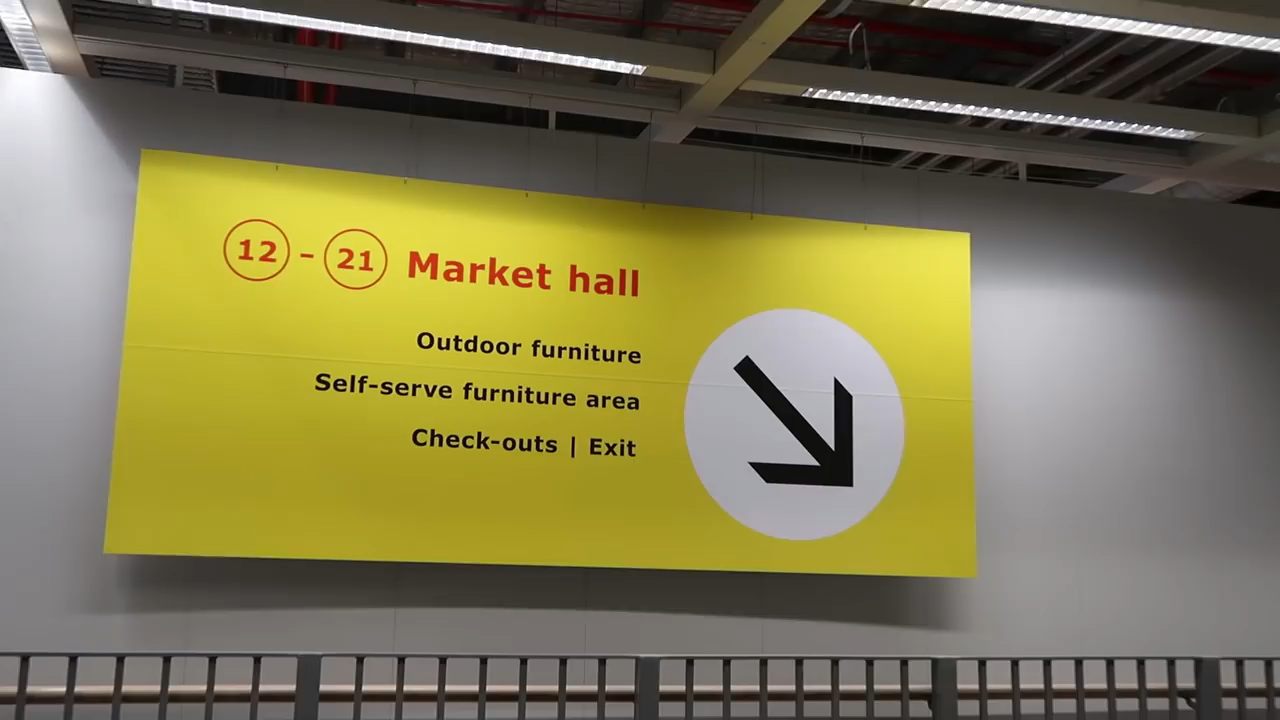 12 - 21 Market hall
Outdoor furniture
Self-serve furniture area
Check-outs | Exit